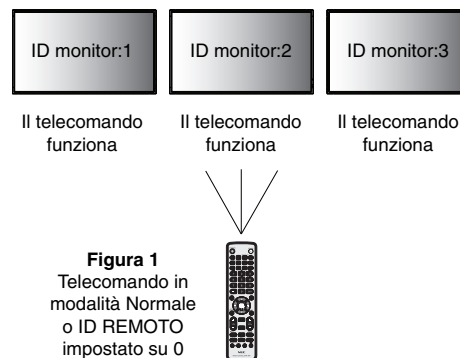 ID monitor:1
ID monitor:2
ID monitor:3
Il telecomando
funziona
Il telecomando
funziona
Il telecomando
funziona
Figura 1
Telecomando in
modalità Normale
o ID REMOTO
impostato su 0